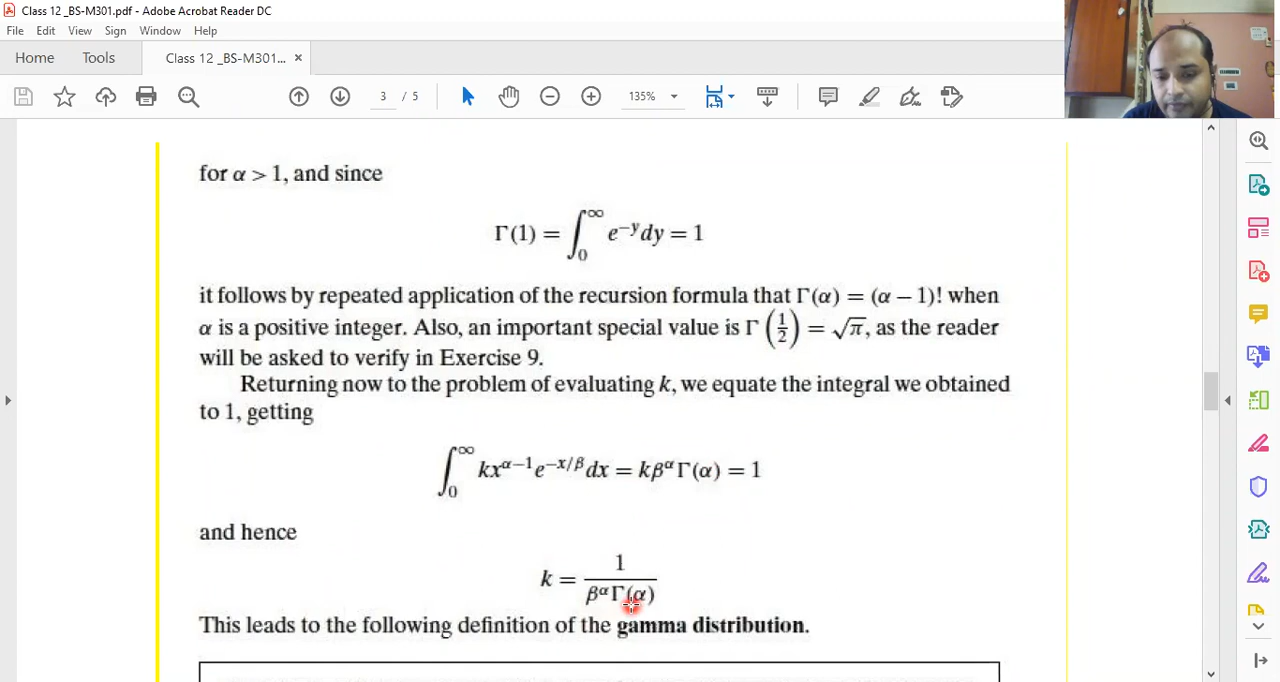 Class 12 _BS-M301.pdf - Adobe Acrobat Reader DC
File Edit View Sign Window Help
Home Tools Class 12 _BS-M301... ×
3 / 5 135%
for α > 1, and since
Γ(1) = ∫₀^∞ e^{−y} dy = 1
it follows by repeated application of the recursion formula that Γ(α) = (α − 1)! when
α is a positive integer. Also, an important special value is Γ(1/2) = √π, as the reader
will be asked to verify in Exercise 9.
Returning now to the problem of evaluating k, we equate the integral we obtained
to 1, getting
∫₀^∞ kx^{α−1}e^{−x/β} dx = kβ^αΓ(α) = 1
and hence
k = 1/(β^αΓ(α))
This leads to the following definition of the gamma distribution.